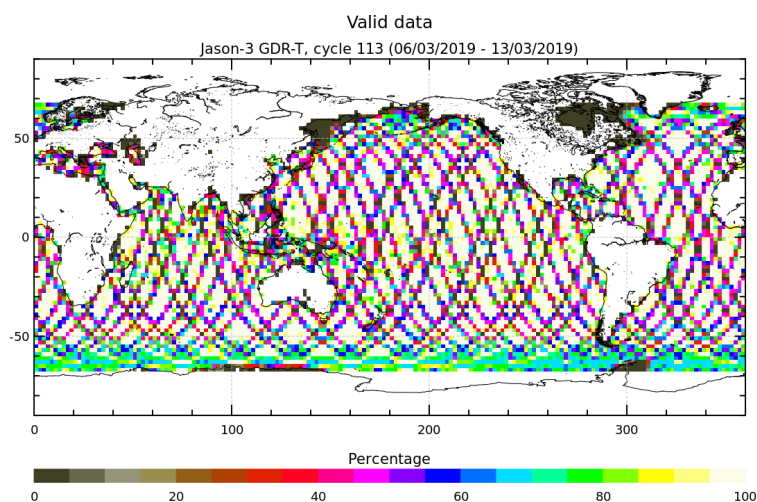 Valid data
Jason-3 GDR-T, cycle 113 (06/03/2019 - 13/03/2019)
50
0
-50
0 100 200 300
Percentage
0 20 40 60 80 100